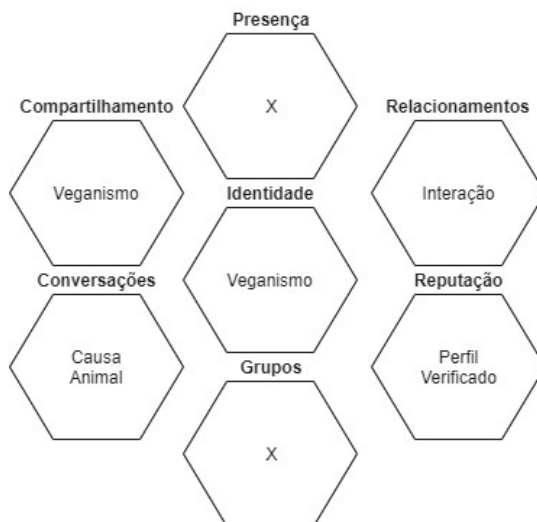 Presença
X
Compartilhamento
Veganismo
Relacionamentos
Interação
Identidade
Veganismo
Conversações
Causa
Animal
Reputação
Perfil
Verificado
Grupos
X